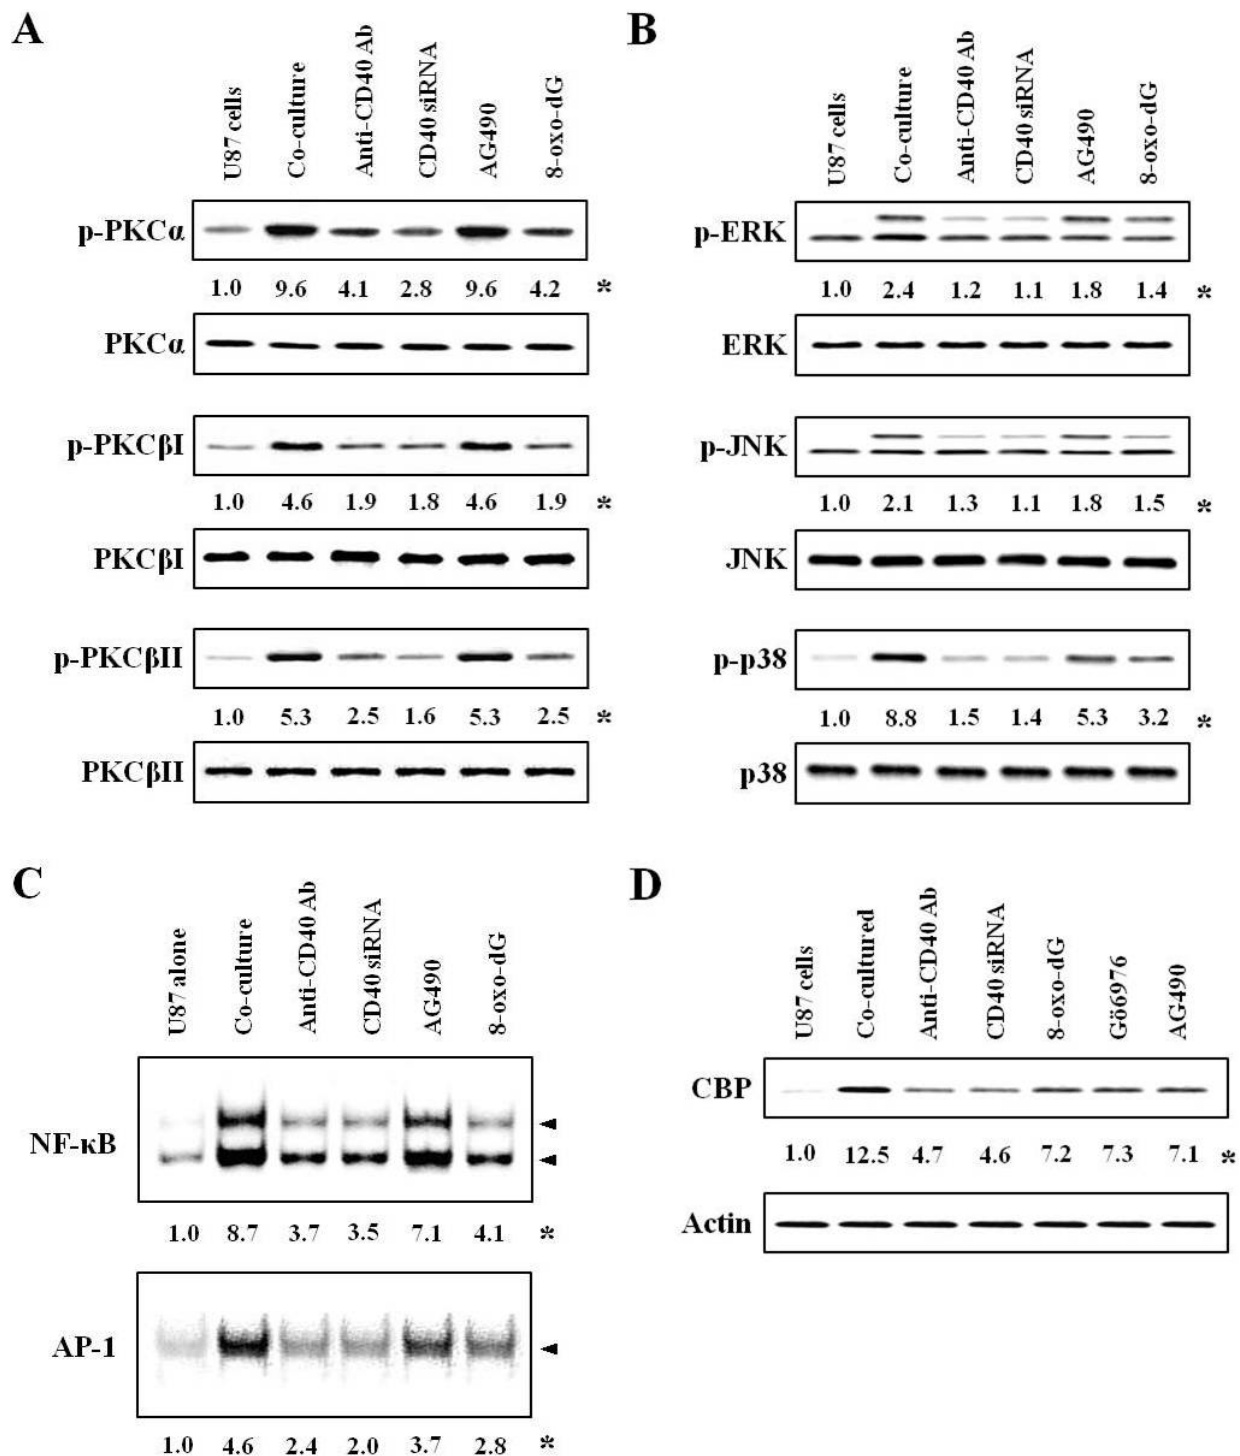 A
U87 cells
Co-culture
Anti-CD40 Ab
CD40 siRNA
AG490
8-oxo-dG
p-PKCα
1.0 9.6 4.1 2.8 9.6 4.2 *
PKCα
p-PKCβI
1.0 4.6 1.9 1.8 4.6 1.9 *
PKCβI
p-PKCβII
1.0 5.3 2.5 1.6 5.3 2.5 *
PKCβII
B
U87 cells
Co-culture
Anti-CD40 Ab
CD40 siRNA
AG490
8-oxo-dG
p-ERK
1.0 2.4 1.2 1.1 1.8 1.4 *
ERK
p-JNK
1.0 2.1 1.3 1.1 1.8 1.5 *
JNK
p-p38
1.0 8.8 1.5 1.4 5.3 3.2 *
p38
C
U87 alone
Co-culture
Anti-CD40 Ab
CD40 siRNA
AG490
8-oxo-dG
NF-κB
1.0 8.7 3.7 3.5 7.1 4.1 *
AP-1
1.0 4.6 2.4 2.0 3.7 2.8 *
D
U87 cells
Co-cultured
Anti-CD40 Ab
CD40 siRNA
8-oxo-dG
Gö6976
AG490
CBP
1.0 12.5 4.7 4.6 7.2 7.3 7.1 *
Actin